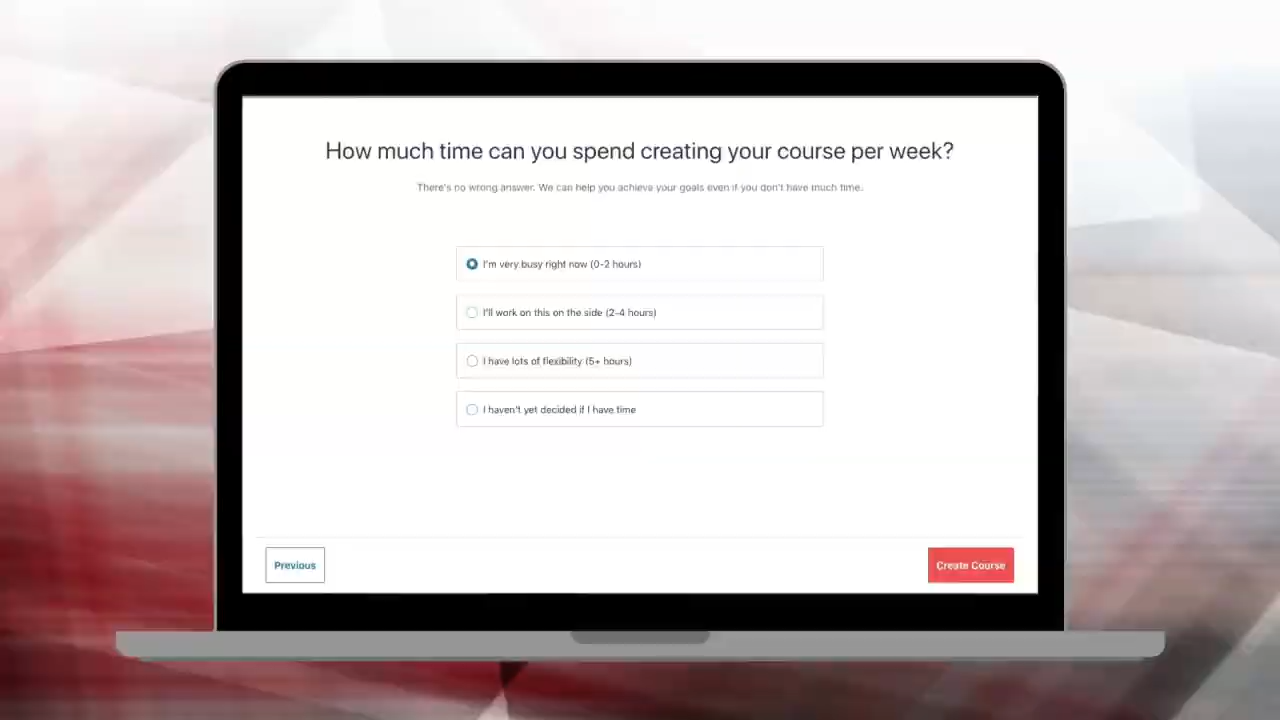 How much time can you spend creating your course per week?
There's no wrong answer. We can help you achieve your goals even if you don't have much time.
I'm very busy right now (0-2 hours)
I'll work on this on the side (2-4 hours)
I have lots of flexibility (5+ hours)
I haven't yet decided if I have time
Previous
Create Course